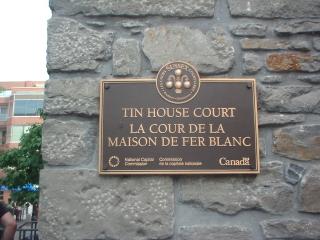 SUSSEX
TIN HOUSE COURT
LA COUR DE LA
MAISON DE FER BLANC
National Capital Commission
Commission de la capitale nationale
Canada